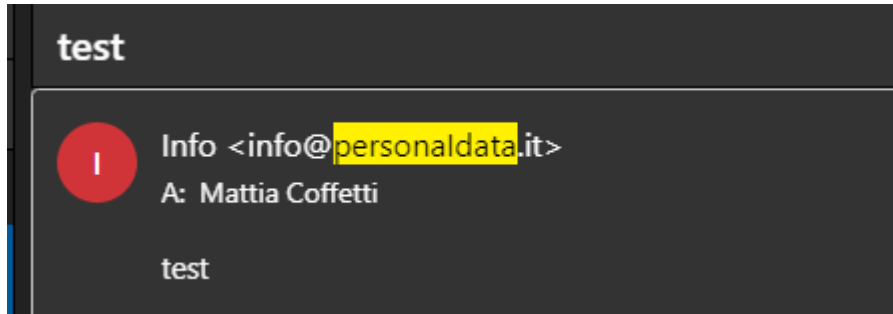 test
I
Info <info@personaldata.it>
A: Mattia Coffetti
test